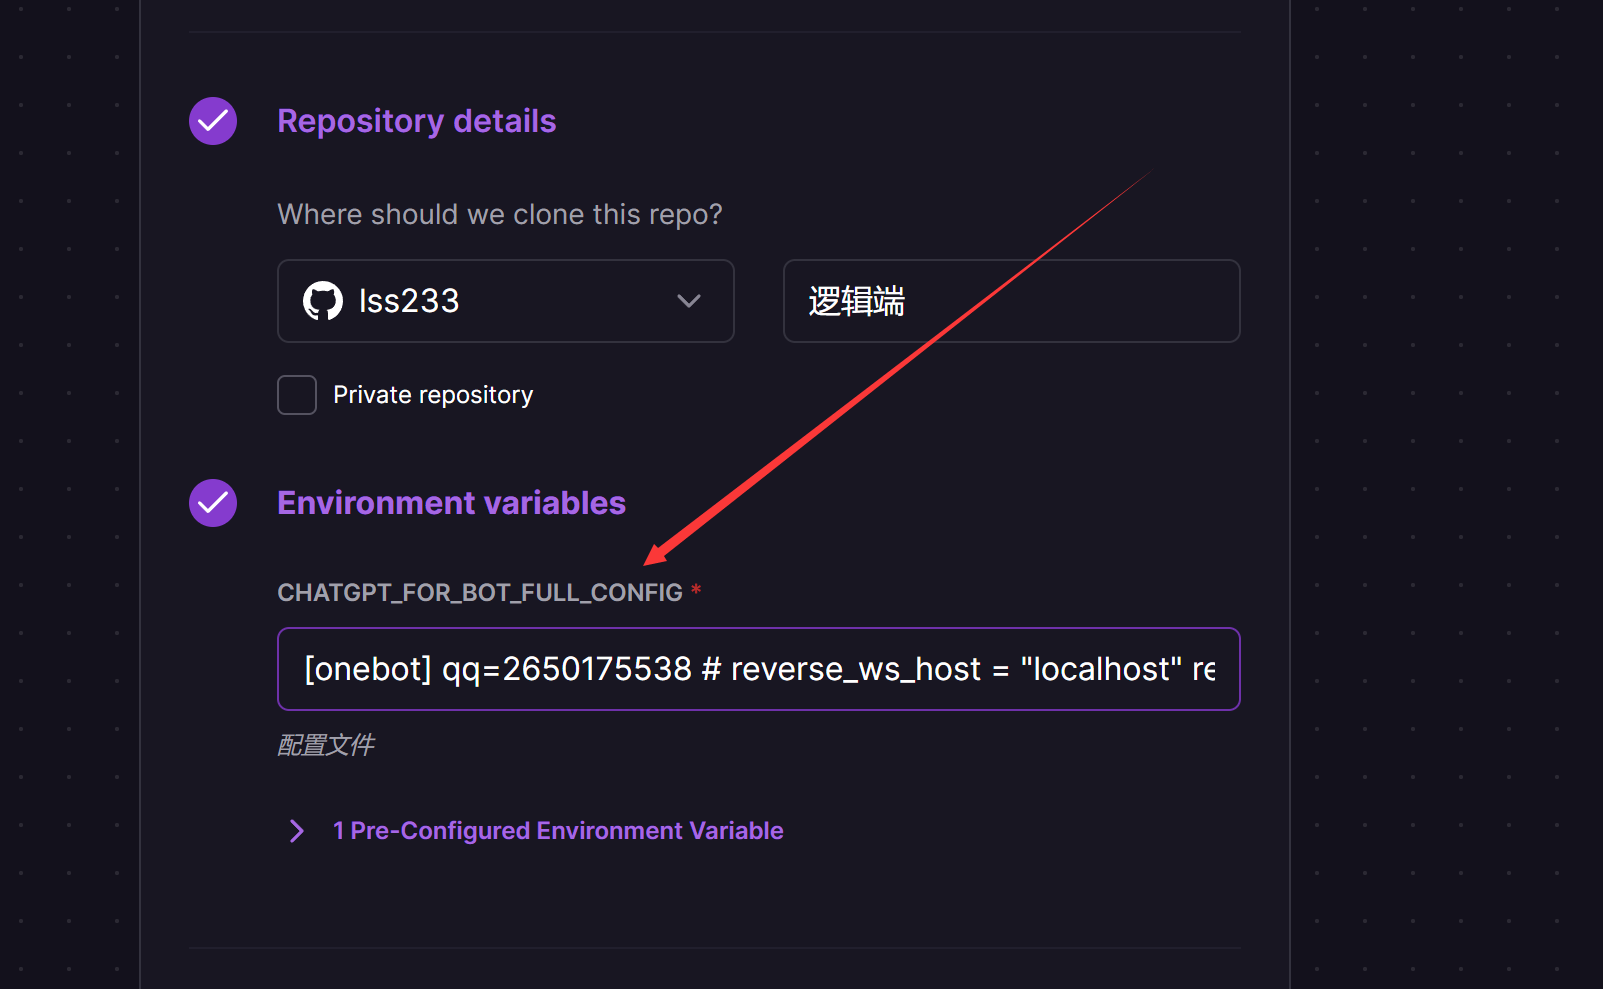 Repository details
Where should we clone this repo?
lss233
逻辑端
Private repository
Environment variables
CHATGPT_FOR_BOT_FULL_CONFIG *
[onebot] qq=2650175538 # reverse_ws_host = "localhost" re
配置文件
1 Pre-Configured Environment Variable